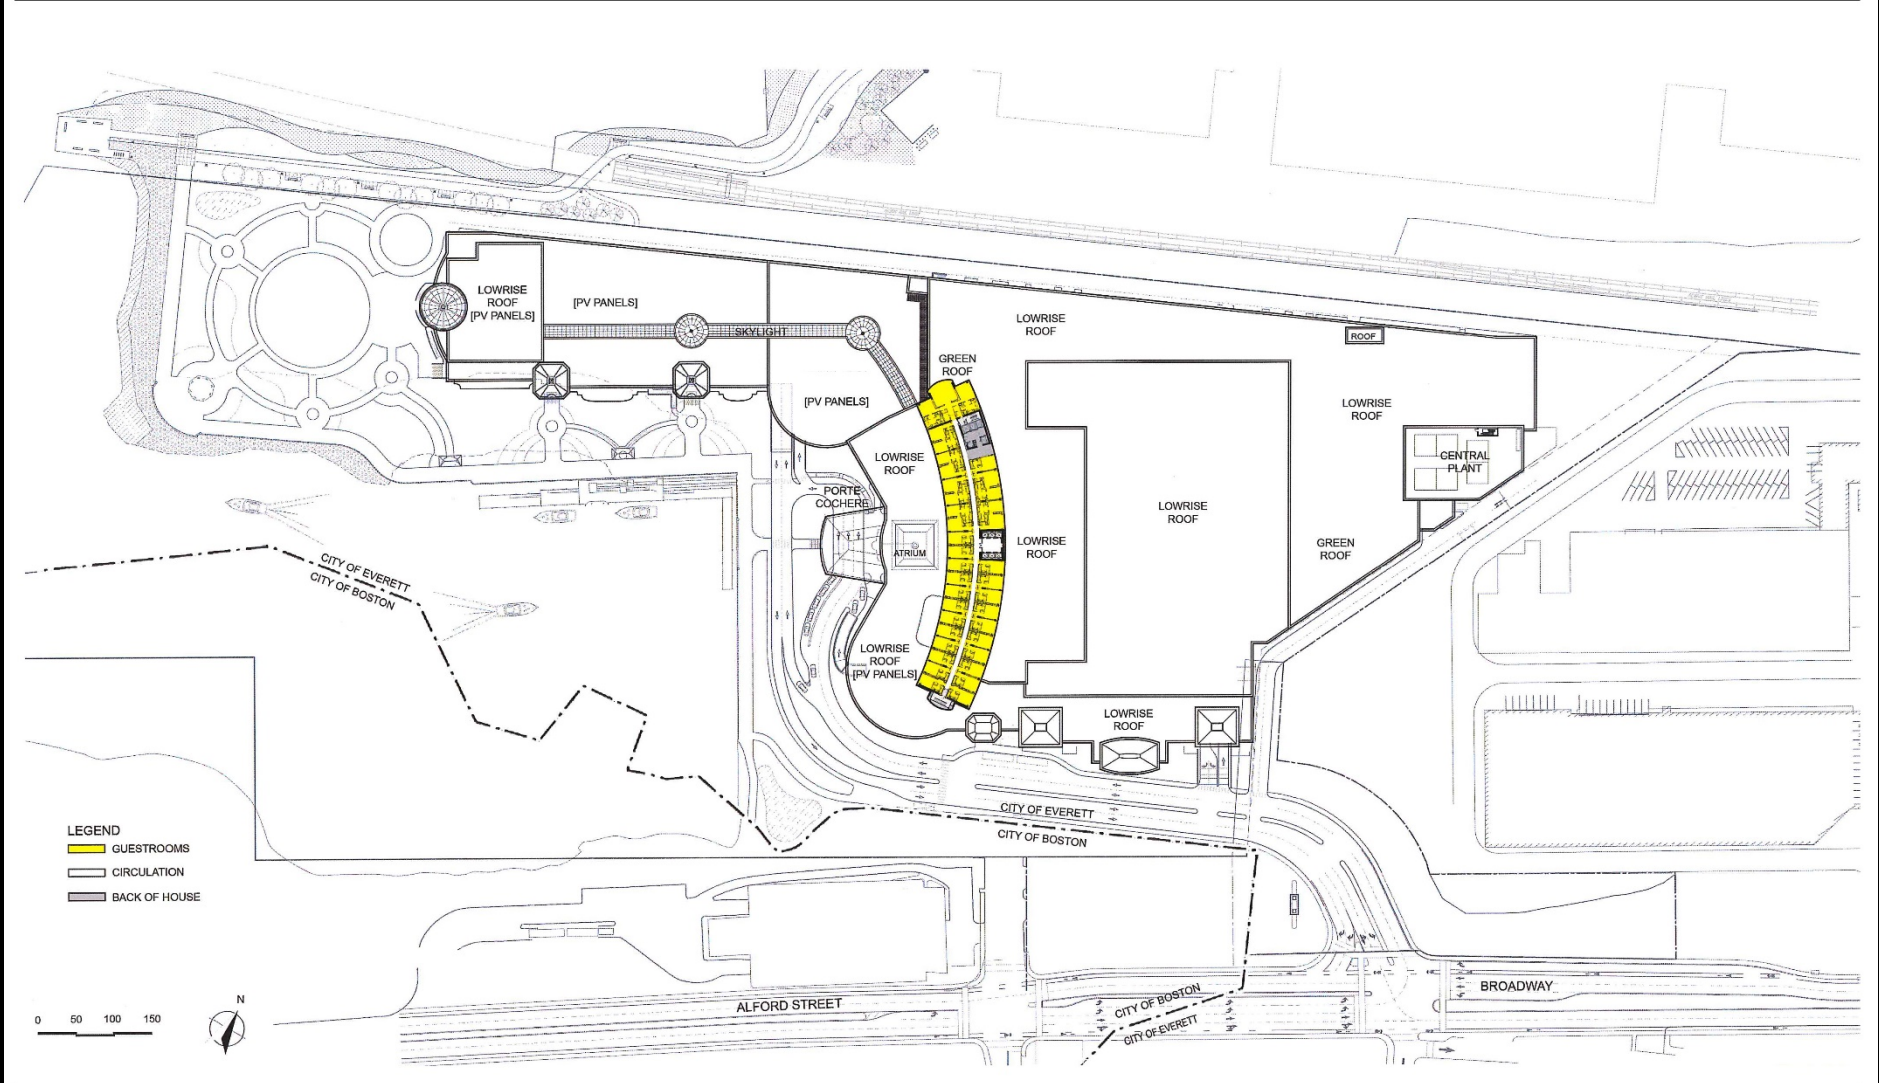 LOWRISE
ROOF
[PV PANELS]
[PV PANELS]
SKYLIGHT
LOWRISE
ROOF
ROOF
GREEN
ROOF
[PV PANELS]
LOWRISE
ROOF
LOWRISE
ROOF
CENTRAL
PLANT
PORTE
COCHERE
LOWRISE
ROOF
ATRIUM
LOWRISE
ROOF
GREEN
ROOF
CITY OF EVERETT
CITY OF BOSTON
LOWRISE
ROOF
[PV PANELS]
LOWRISE
ROOF
CITY OF EVERETT
CITY OF BOSTON
LEGEND
GUESTROOMS
CIRCULATION
BACK OF HOUSE
ALFORD STREET
CITY OF BOSTON
CITY OF EVERETT
BROADWAY
N
0 50 100 150